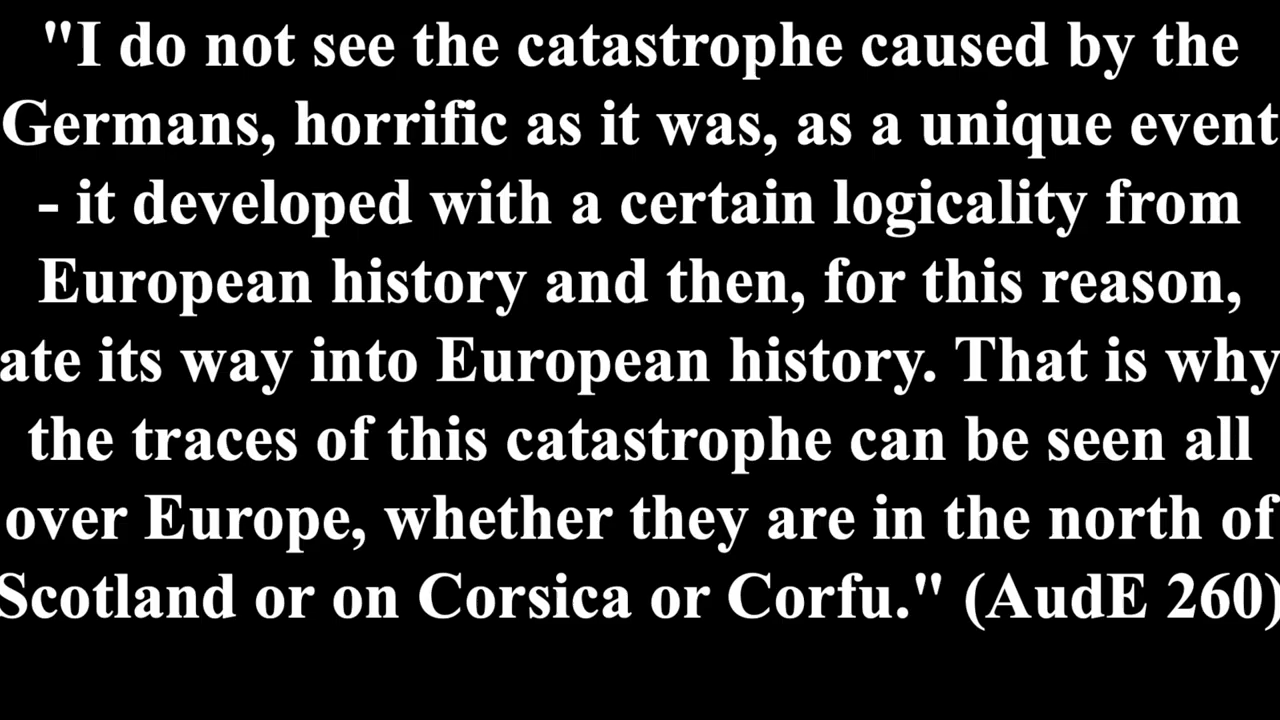 "I do not see the catastrophe caused by the
Germans, horrific as it was, as a unique event
- it developed with a certain logicality from
European history and then, for this reason,
ate its way into European history. That is why
the traces of this catastrophe can be seen all
over Europe, whether they are in the north of
Scotland or on Corsica or Corfu." (AudE 260)